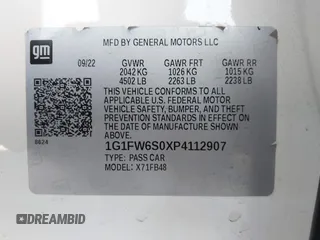 gm
MFD BY GENERAL MOTORS LLC
09/22 GVWR GAWR FRT GAWR RR
2042 KG 1026 KG 1015 KG
4502 LB 2263 LB 2238 LB
THIS VEHICLE CONFORMS TO ALL
APPLICABLE U.S. FEDERAL MOTOR
VEHICLE SAFETY, BUMPER, AND THEFT
PREVENTION STANDARDS IN EFFECT
ON THE DATE OF MANUFACTURE
SHOWN ABOVE.
0624
1G1FW6S0XP4112907
TYPE: PASS CAR
MODEL: X71FB48
DREAMBID